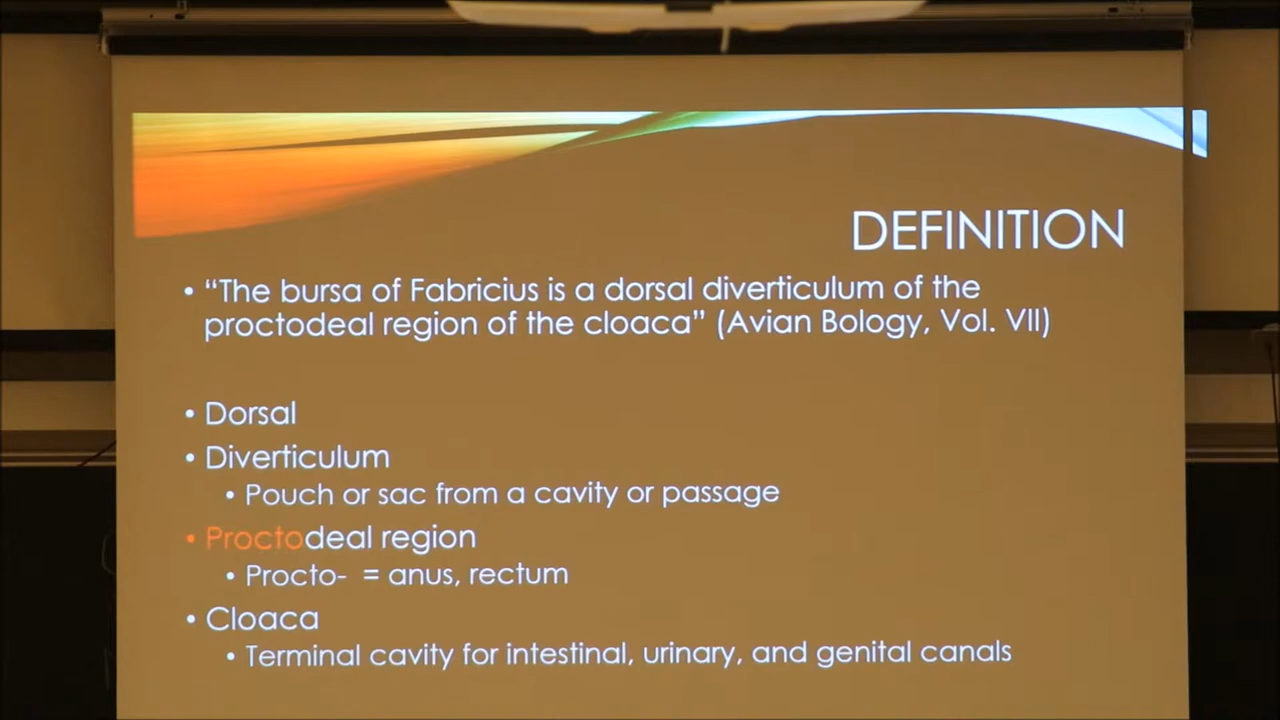 DEFINITION
• “The bursa of Fabricius is a dorsal diverticulum of the
proctodeal region of the cloaca” (Avian Bology, Vol. VII)
• Dorsal
• Diverticulum
• Pouch or sac from a cavity or passage
• Proctodeal region
• Procto- = anus, rectum
• Cloaca
• Terminal cavity for intestinal, urinary, and genital canals